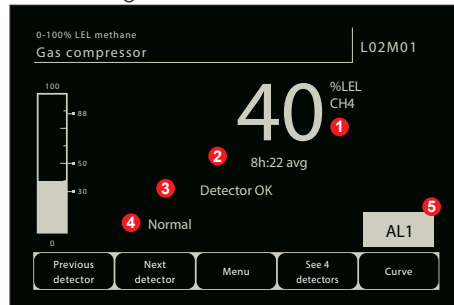 0-100% LEL methane
Gas compressor
L02M01
100
88
50
30
0
40
%LEL
CH4
1
2
8h:22 avg
3
Detector OK
4
Normal
5
AL1
Previous
detector
Next
detector
Menu
See 4
detectors
Curve